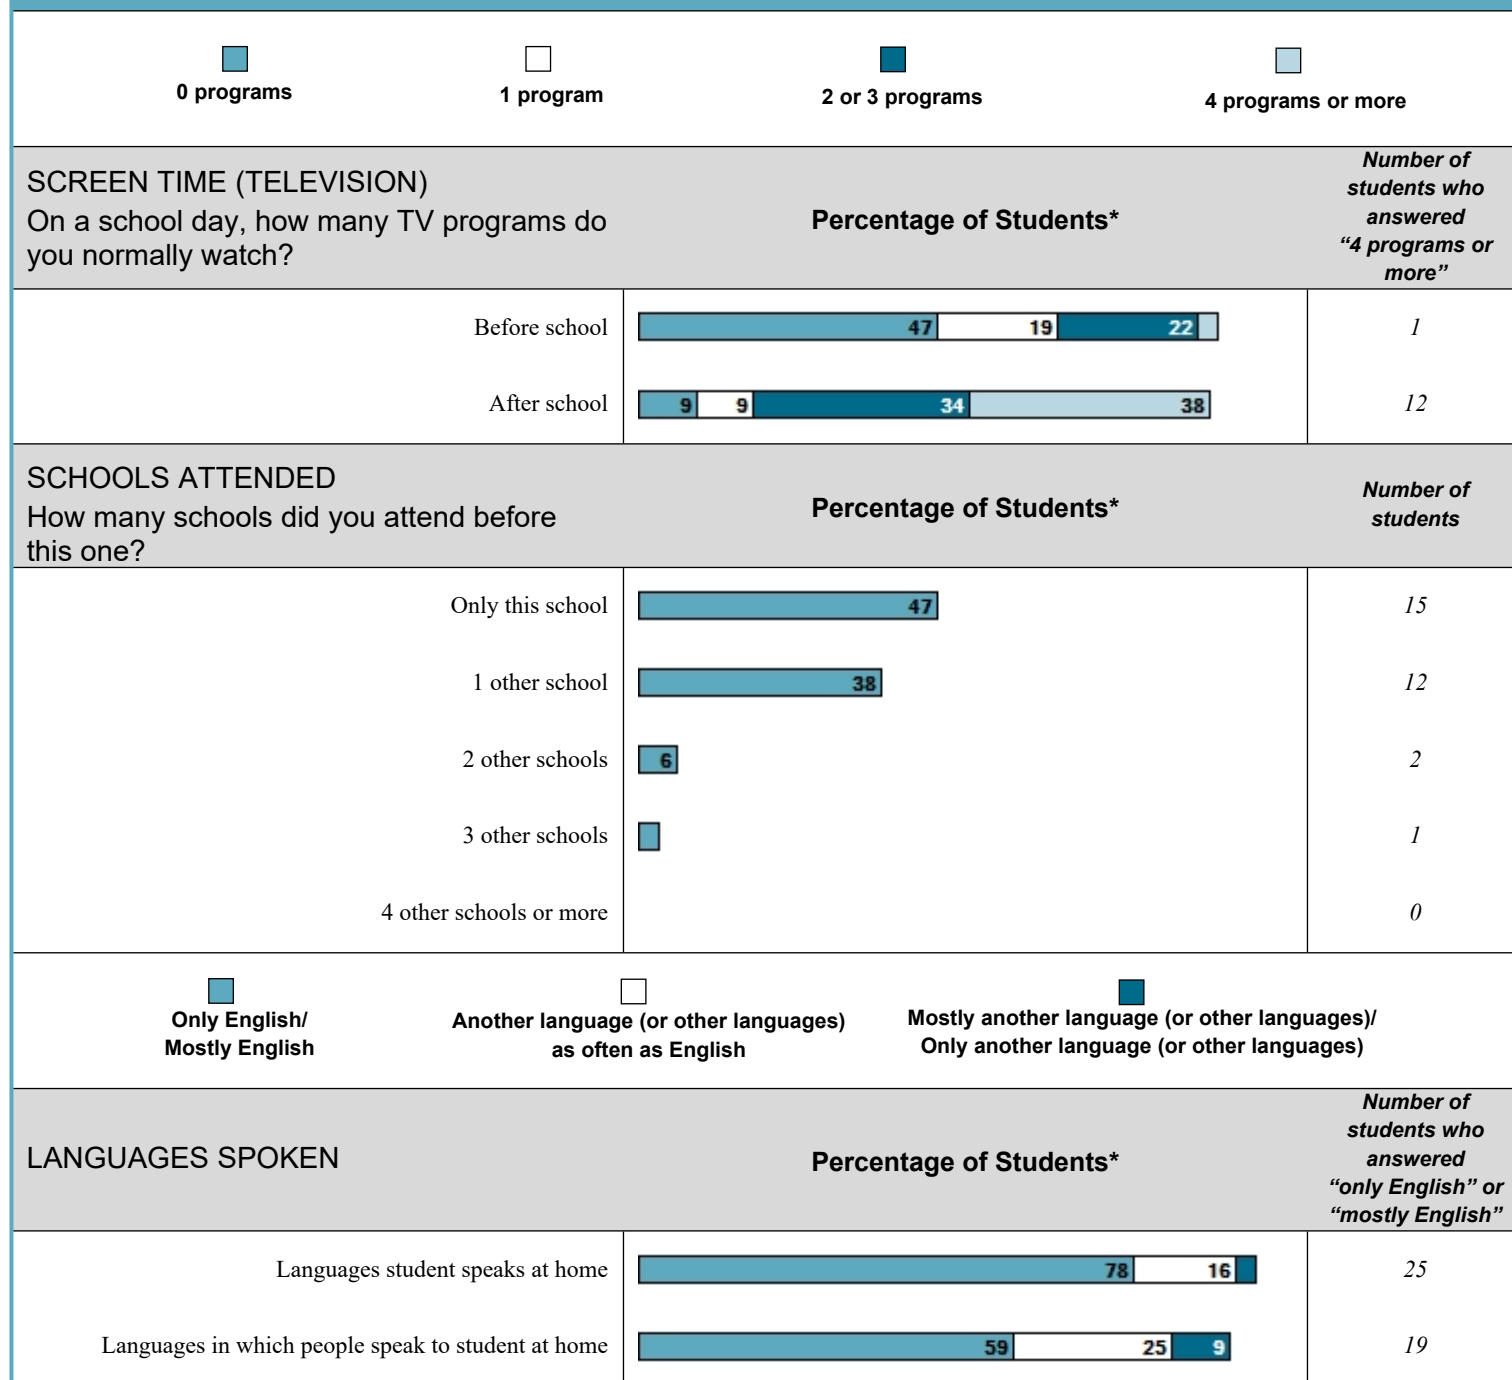 0 programs
1 program
2 or 3 programs
4 programs or more
SCREEN TIME (TELEVISION)
On a school day, how many TV programs do
you normally watch?
Percentage of Students*
Number of
students who
answered
“4 programs or
more”
Before school
47 19 22
1
After school
9 9 34 38
12
SCHOOLS ATTENDED
How many schools did you attend before
this one?
Percentage of Students*
Number of
students
Only this school
47
15
1 other school
38
12
2 other schools
6
2
3 other schools
1
4 other schools or more
0
Only English/
Mostly English
Another language (or other languages)
as often as English
Mostly another language (or other languages)/
Only another language (or other languages)
LANGUAGES SPOKEN
Percentage of Students*
Number of
students who
answered
“only English” or
“mostly English”
Languages student speaks at home
78 16
25
Languages in which people speak to student at home
59 25 9
19